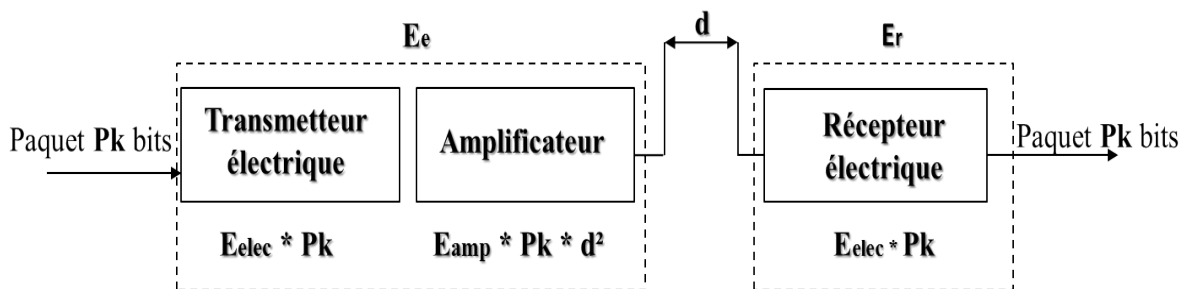 Ee
d
Er
Paquet Pk bits
Transmetteur
électrique
Amplificateur
Récepteur
électrique
Paquet Pk bits
Eelec * Pk
Eamp * Pk * d²
Eelec * Pk